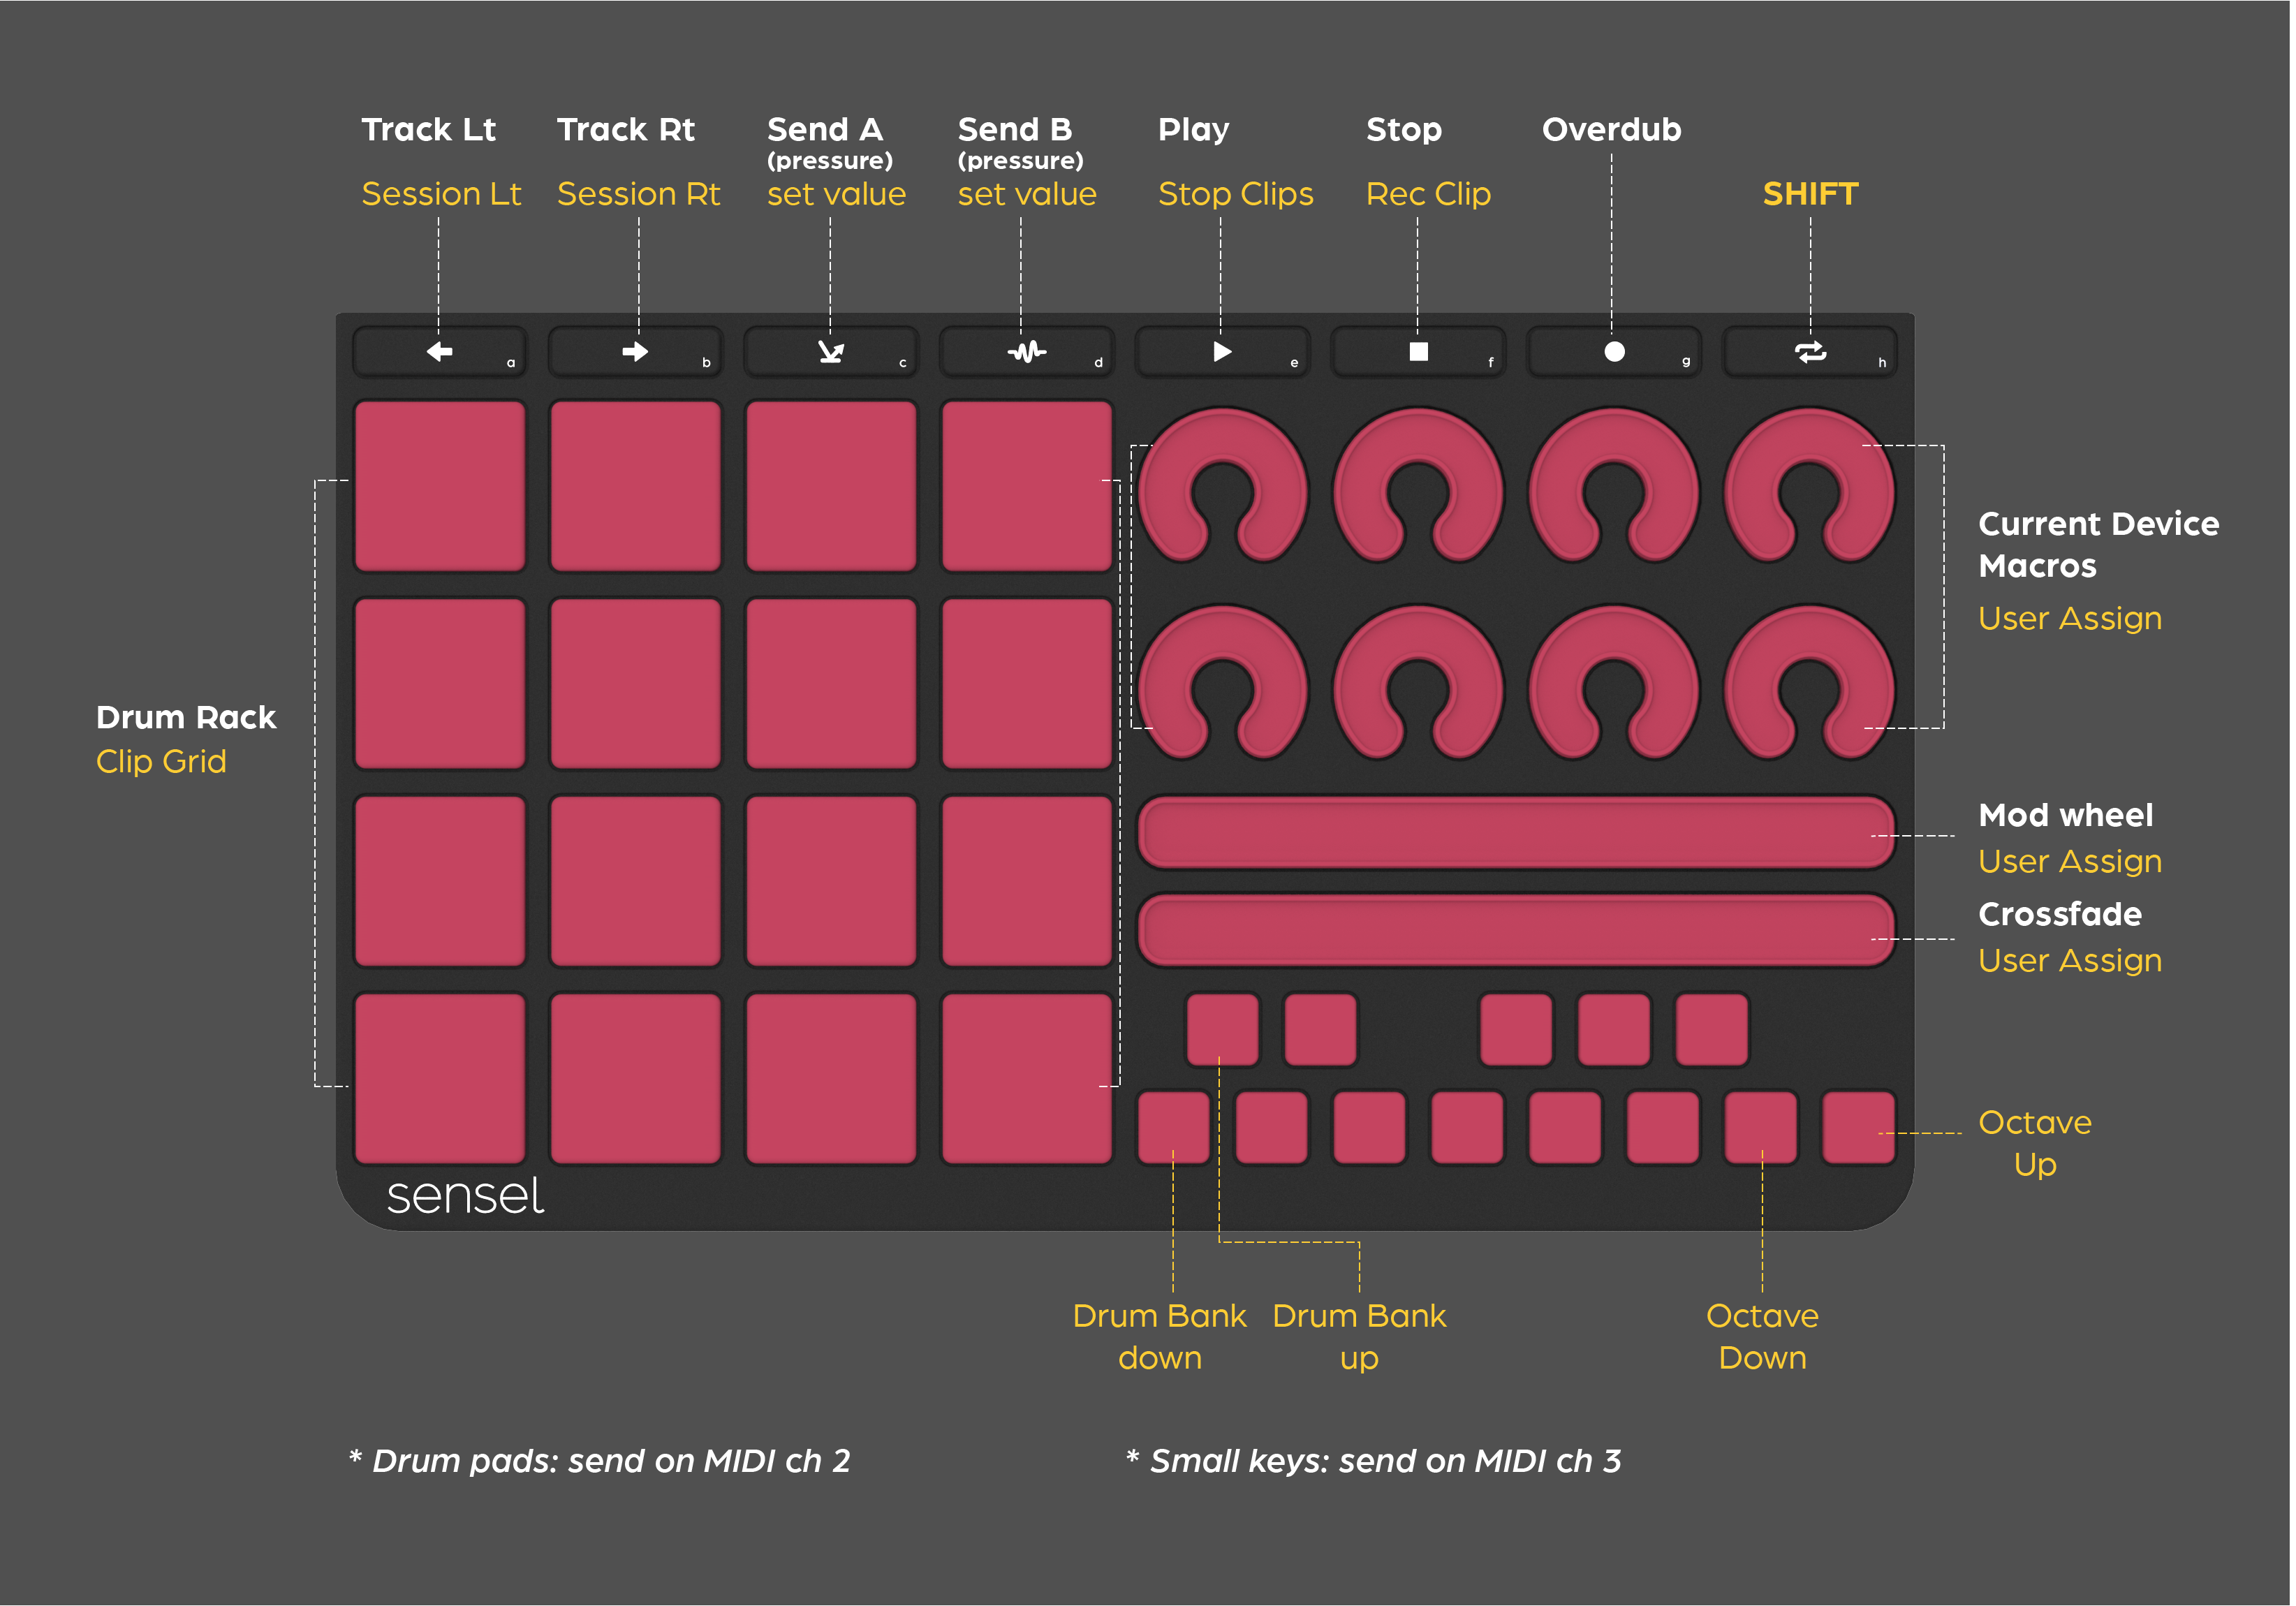 Track Lt
Session Lt
Track Rt
Session Rt
Send A
(pressure)
set value
Send B
(pressure)
set value
Play
Stop Clips
Stop
Rec Clip
Overdub
SHIFT
a
b
c
d
e
f
g
h
Drum Rack
Clip Grid
Current Device
Macros
User Assign
Mod wheel
User Assign
Crossfade
User Assign
Octave
Up
sensel
Drum Bank
down
Drum Bank
up
Octave
Down
* Drum pads: send on MIDI ch 2
* Small keys: send on MIDI ch 3